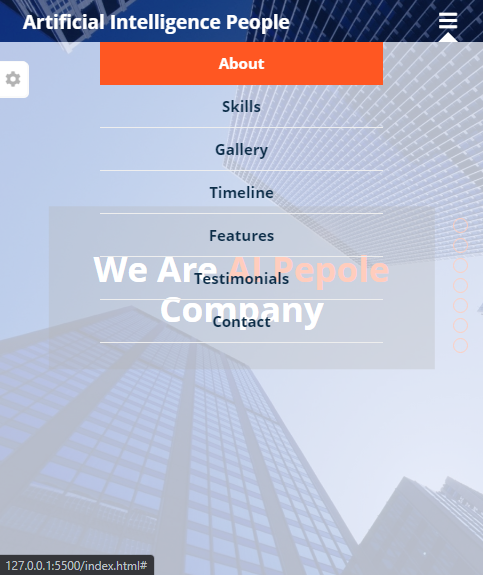 Artificial Intelligence People
About
Skills
Gallery
Timeline
Features
We Are AI Pepole
Testimonials
Company
Contact
127.0.0.1:5500/index.html#